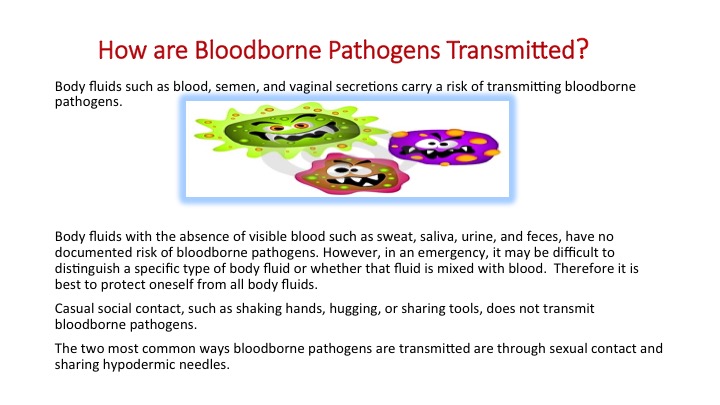 How are Bloodborne Pathogens Transmitted?
Body fluids such as blood, semen, and vaginal secretions carry a risk of transmitting bloodborne
pathogens.
Body fluids with the absence of visible blood such as sweat, saliva, urine, and feces, have no
documented risk of bloodborne pathogens. However, in an emergency, it may be difficult to
distinguish a specific type of body fluid or whether that fluid is mixed with blood.  Therefore it is
best to protect oneself from all body fluids.
Casual social contact, such as shaking hands, hugging, or sharing tools, does not transmit
bloodborne pathogens.
The two most common ways bloodborne pathogens are transmitted are through sexual contact and
sharing hypodermic needles.